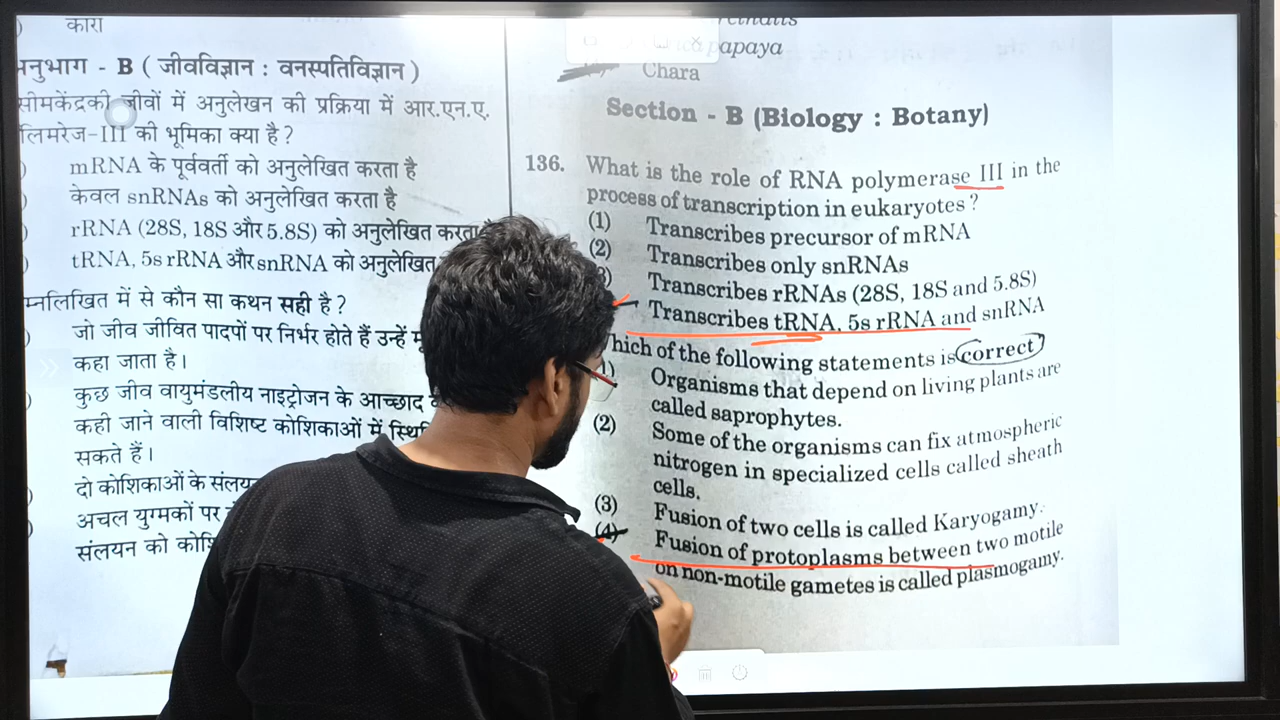 कारा
अनुभाग - B ( जीवविज्ञान : वनस्पतिविज्ञान )
सीमकेंद्रकी जीवों में अनुलेखन की प्रक्रिया में आर.एन.ए.
लिमरेज-III की भूमिका क्या है ?
mRNA के पूर्ववर्ती को अनुलेखित करता है
केवल snRNAs को अनुलेखित करता है
rRNA (28S, 18S और 5.8S) को अनुलेखित करता
tRNA, 5s rRNA और snRNA को अनुलेखित
म्नलिखित में से कौन सा कथन सही है ?
जो जीव जीवित पादपों पर निर्भर होते हैं उन्हें
कहा जाता है।
कुछ जीव वायुमंडलीय नाइट्रोजन के आच्छाद
कही जाने वाली विशिष्ट कोशिकाओं में
सकते हैं।
दो कोशिकाओं के संलय
अचल युग्मकों पर
संलयन को
papaya
Chara
Section - B (Biology : Botany)
136. What is the role of RNA polymerase III in the
process of transcription in eukaryotes ?
(1) Transcribes precursor of mRNA
(2) Transcribes only snRNAs
3) Transcribes rRNAs (28S, 18S and 5.8S)
Transcribes tRNA, 5s rRNA and snRNA
hich of the following statements is correct ?
1) Organisms that depend on living plants are
called saprophytes.
(2) Some of the organisms can fix atmospheric
nitrogen in specialized cells called sheath
cells.
(3) Fusion of two cells is called Karyogamy.
(4) Fusion of protoplasms between two motile
on non-motile gametes is called plasmogamy.